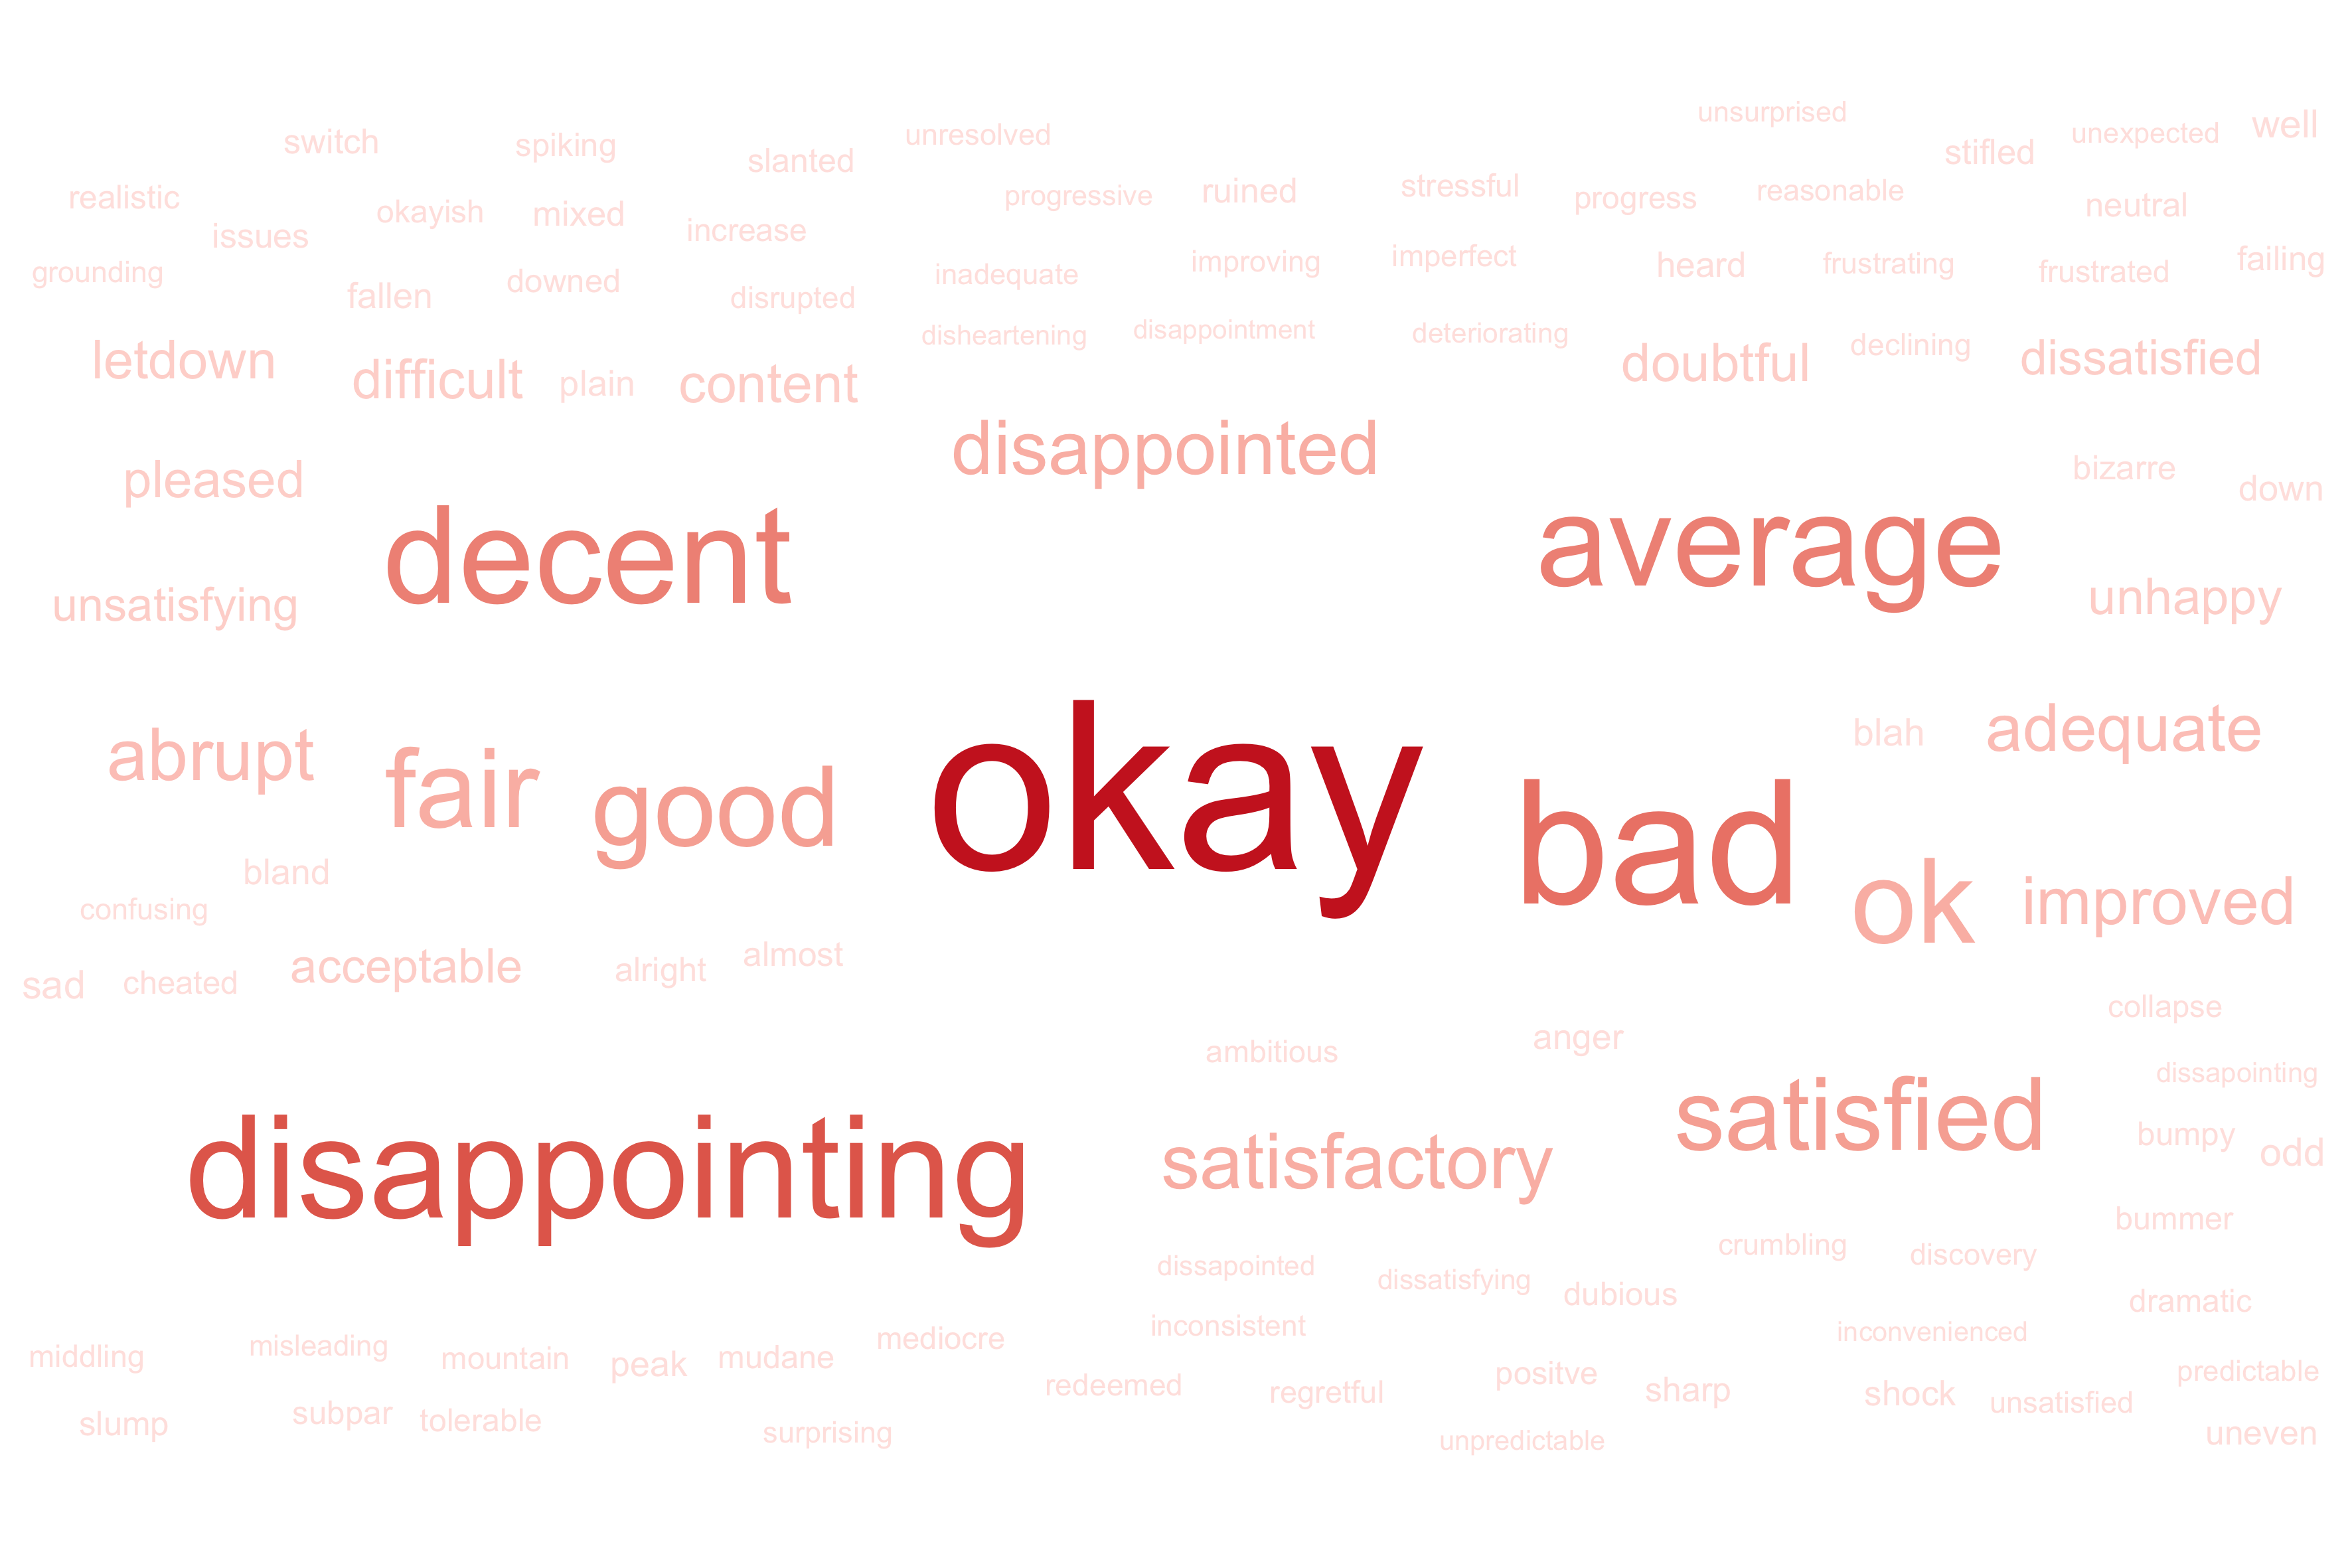 unsurprised
switch
spiking
unresolved
slanted
stifled
unexpected
well
realistic
okayish
mixed
issues
increase
progressive
ruined
stressful
progress
reasonable
neutral
grounding
fallen
downed
disrupted
inadequate
improving
imperfect
heard
frustrating
frustrated
failing
disheartening
disappointment
deteriorating
letdown
difficult
plain
content
doubtful
declining
dissatisfied
pleased
disappointed
bizarre
down
decent
average
unsatisfying
unhappy
abrupt
fair
good
okay
bad
blah
adequate
bland
ok
improved
confusing
sad
cheated
acceptable
alright
almost
collapse
ambitious
anger
dissapointing
disappointing
satisfactory
satisfied
bumpy
odd
bummer
dissapointed
dissatisfying
dubious
crumbling
discovery
dramatic
middling
misleading
mountain
peak
mudane
mediocre
inconsistent
inconvenienced
redeemed
regretful
positve
sharp
shock
unsatisfied
predictable
slump
subpar
tolerable
surprising
unpredictable
uneven